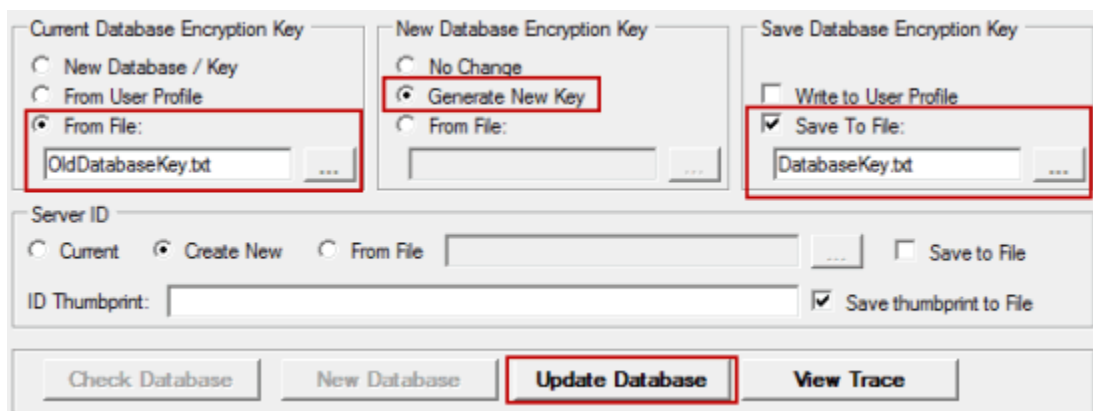 Current Database Encryption Key
New Database / Key
From User Profile
From File:
OldDatabaseKey.txt ...
New Database Encryption Key
No Change
Generate New Key
From File:
...
Save Database Encryption Key
Write to User Profile
Save To File:
DatabaseKey.txt ...
Server ID
Current Create New From File ... Save to File
ID Thumbprint: Save thumbprint to File
Check Database New Database Update Database View Trace